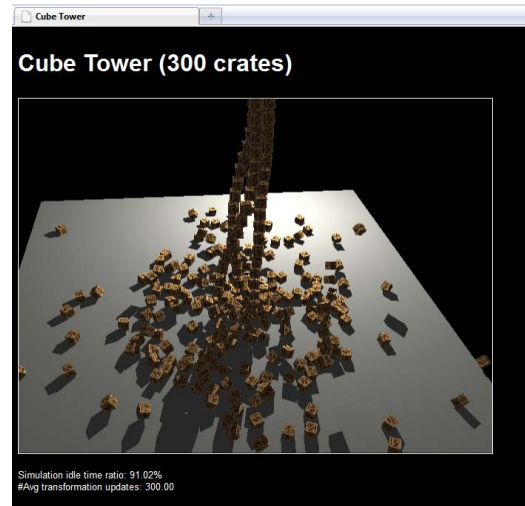 Cube Tower
Cube Tower (300 crates)
Simulation idle time ratio: 91.02%
#Avg transformation updates: 300.00